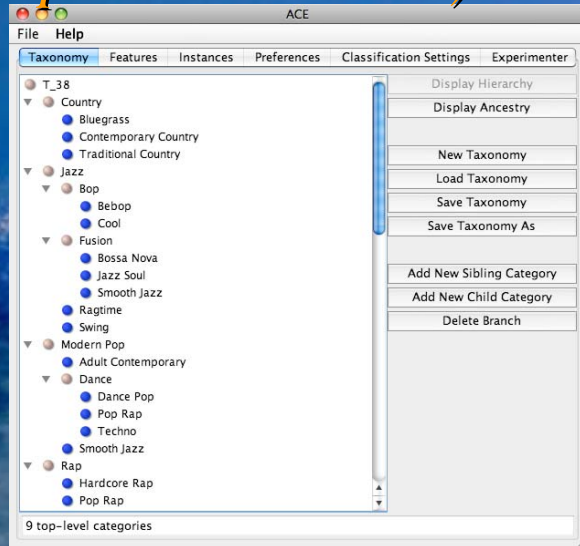 ACE
File Help
Taxonomy Features Instances Preferences Classification Settings Experimenter
T_38
Country
Bluegrass
Contemporary Country
Traditional Country
Jazz
Bop
Bebop
Cool
Fusion
Bossa Nova
Jazz Soul
Smooth Jazz
Ragtime
Swing
Modern Pop
Adult Contemporary
Dance
Dance Pop
Pop Rap
Techno
Smooth Jazz
Rap
Hardcore Rap
Pop Rap
Display Hierarchy
Display Ancestry
New Taxonomy
Load Taxonomy
Save Taxonomy
Save Taxonomy As
Add New Sibling Category
Add New Child Category
Delete Branch
9 top-level categories